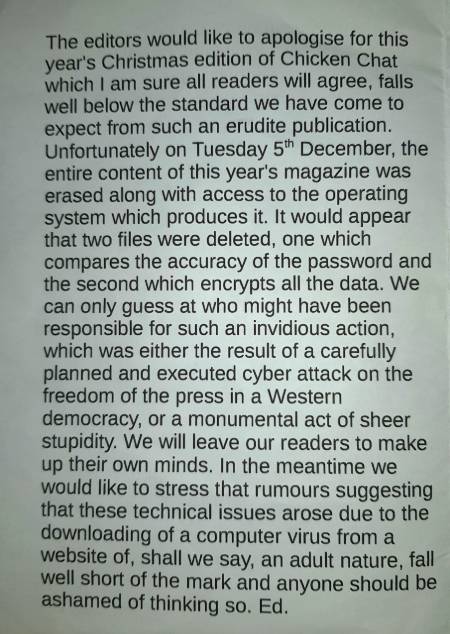 The editors would like to apologise for this
year's Christmas edition of Chicken Chat
which I am sure all readers will agree, falls
well below the standard we have come to
expect from such an erudite publication.
Unfortunately on Tuesday 5th December, the
entire content of this year's magazine was
erased along with access to the operating
system which produces it. It would appear
that two files were deleted, one which
compares the accuracy of the password and
the second which encrypts all the data. We
can only guess at who might have been
responsible for such an invidious action,
which was either the result of a carefully
planned and executed cyber attack on the
freedom of the press in a Western
democracy, or a monumental act of sheer
stupidity. We will leave our readers to make
up their own minds. In the meantime we
would like to stress that rumours suggesting
that these technical issues arose due to the
downloading of a computer virus from a
website of, shall we say, an adult nature, fall
well short of the mark and anyone should be
ashamed of thinking so. Ed.